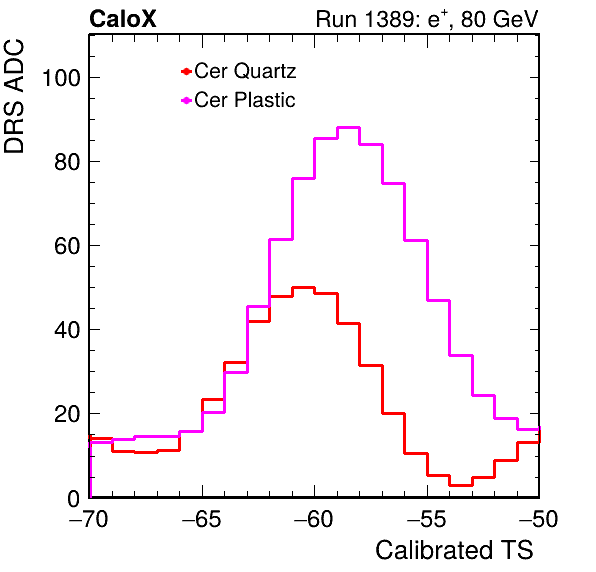 CaloX Run 1389: e⁺, 80 GeV
DRS ADC
Cer Quartz
Cer Plastic
100
80
60
40
20
0
−70 −65 −60 −55 −50
Calibrated TS